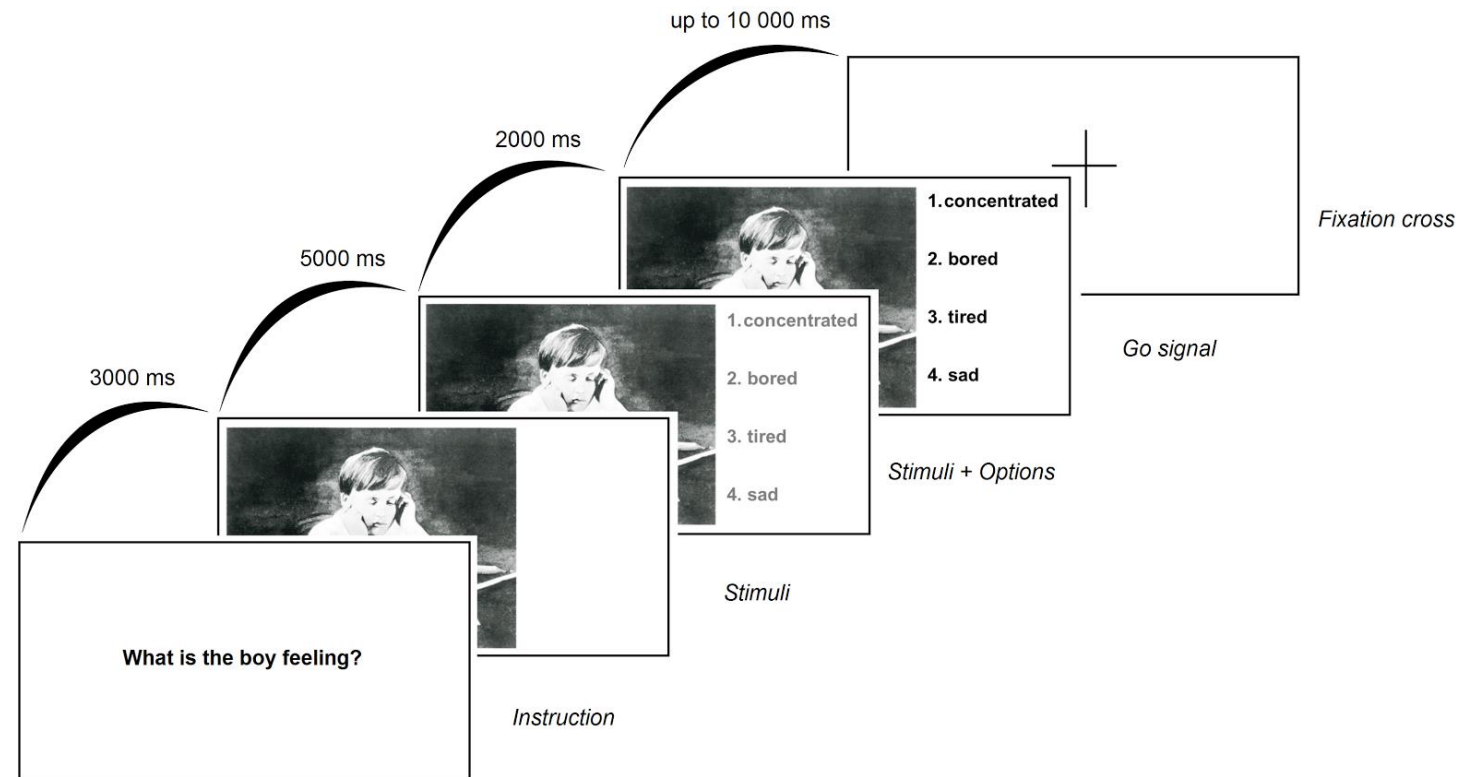 up to 10 000 ms
2000 ms
5000 ms
3000 ms
1.concentrated
2. bored
3. tired
4. sad
Fixation cross
Go signal
1.concentrated
2. bored
3. tired
4. sad
Stimuli + Options
Stimuli
What is the boy feeling?
Instruction